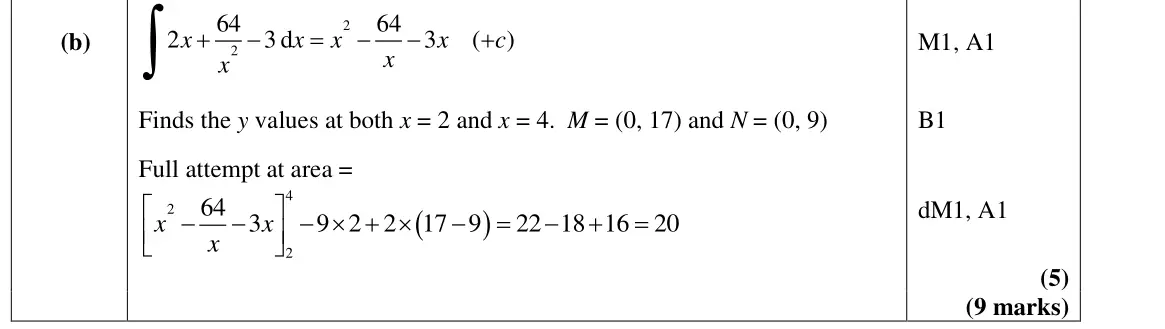 (b) ∫ 2x + 64/x² − 3 dx = x² − 64/x − 3x (+c) M1, A1
Finds the y values at both x = 2 and x = 4. M = (0, 17) and N = (0, 9) B1
Full attempt at area =
[x² − 64/x − 3x]₂⁴ − 9×2 + 2×(17−9) = 22−18+16 = 20 dM1, A1
(5)
(9 marks)